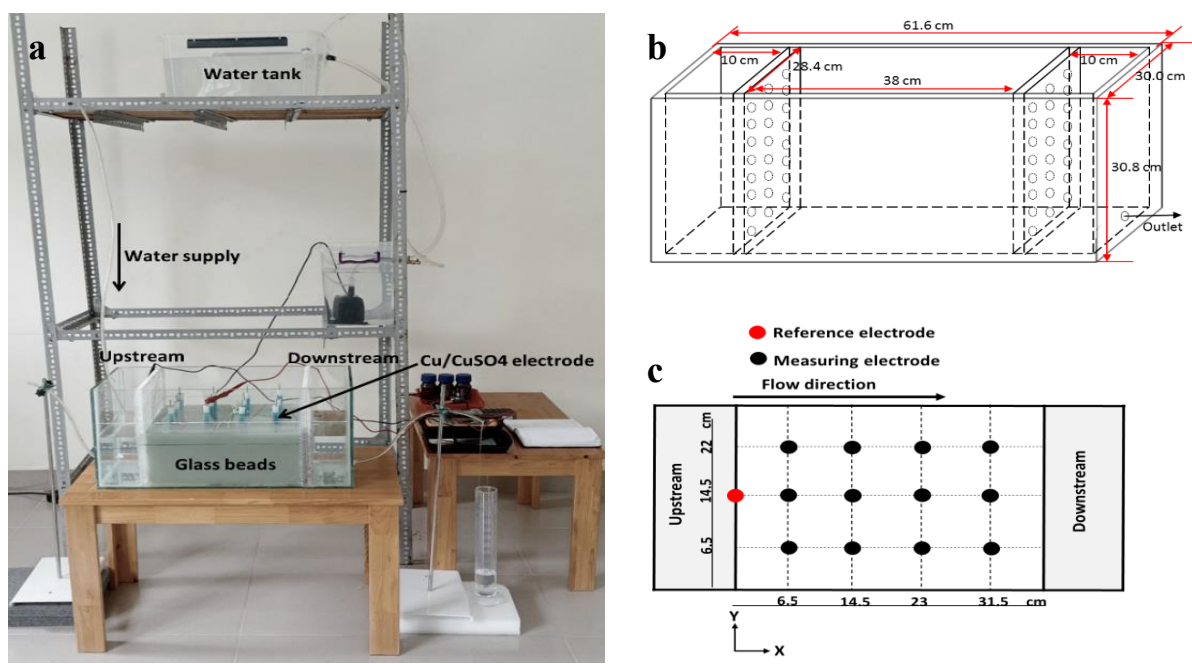 a
Water tank
Water supply
Upstream
Downstream
Cu/CuSO4 electrode
Glass beads
b
61.6 cm
10 cm
28.4 cm
38 cm
10 cm
30.0 cm
30.8 cm
Outlet
Reference electrode
Measuring electrode
c
Flow direction
Upstream
cm
22
14.5
6.5
Downstream
6.5 14.5 23 31.5 cm
Y
X